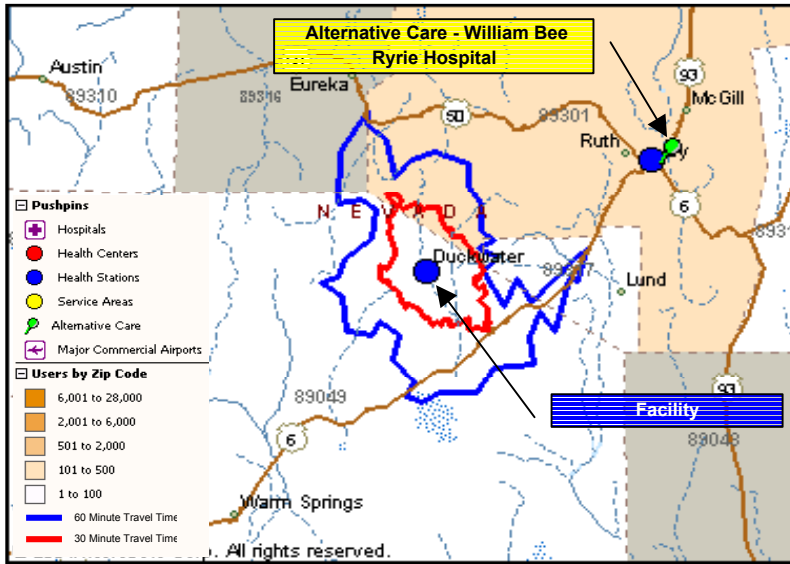 Alternative Care - William Bee
Ryrie Hospital
Austin
89310
89316
Eureka
93
McGill
50
89301
Ruth
6
Pushpins
Hospitals
Health Centers
Health Stations
Service Areas
Alternative Care
Major Commercial Airports
NEVADA
Duckwater
Lund
Users by Zip Code
6,001 to 28,000
2,001 to 6,000
501 to 2,000
101 to 500
1 to 100
60 Minute Travel Time
30 Minute Travel Time
89049
6
93
Facility
Warm Springs
All rights reserved.